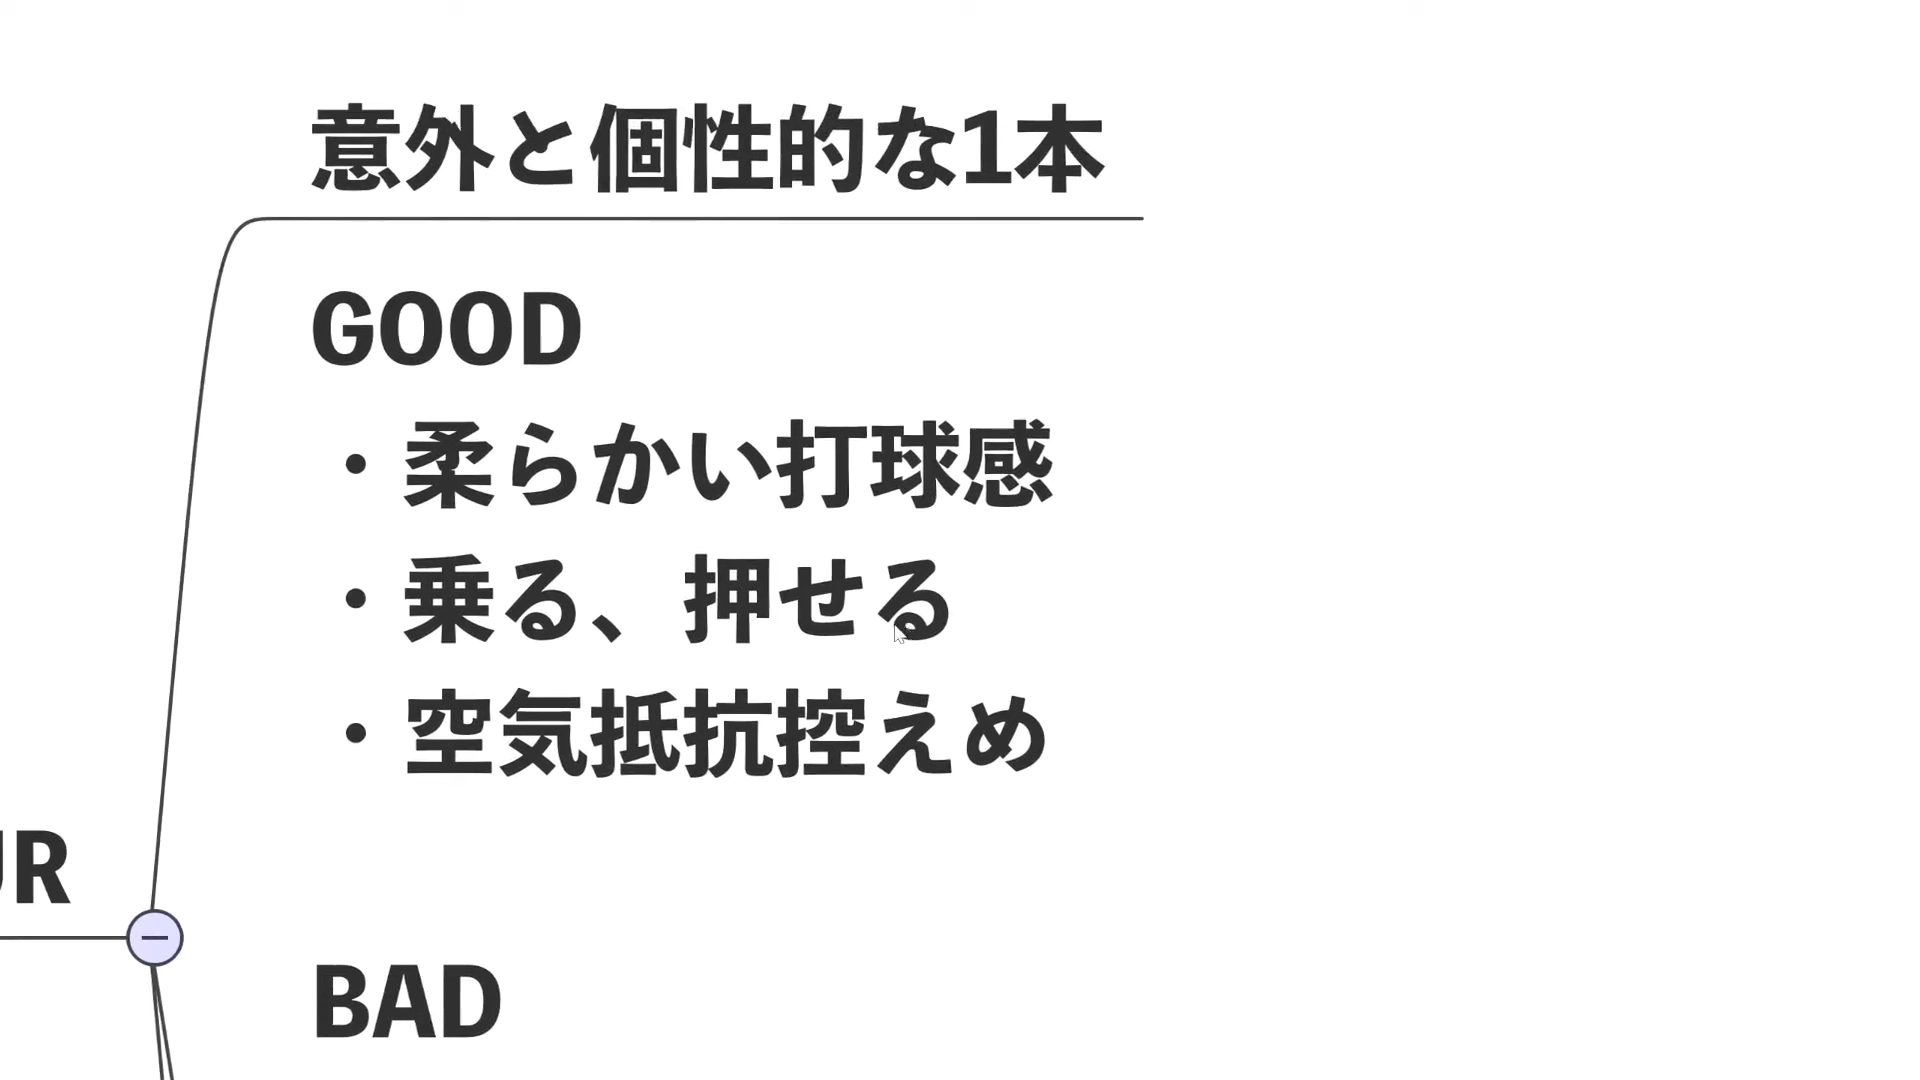 意外と個性的な1本
GOOD
・柔らかい打球感
・乗る、押せる
・空気抵抗控えめ
UR
BAD